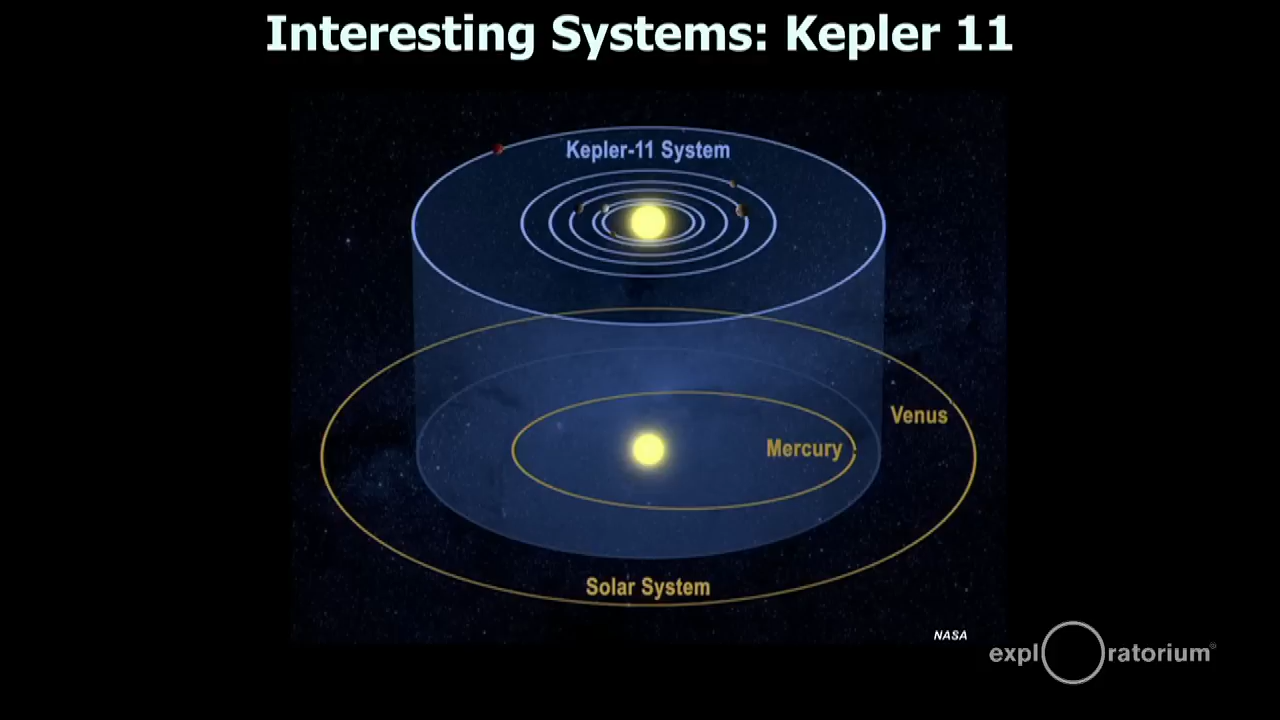 Interesting Systems: Kepler 11
Kepler-11 System
Venus
Mercury
Solar System
NASA
expl ratorium®